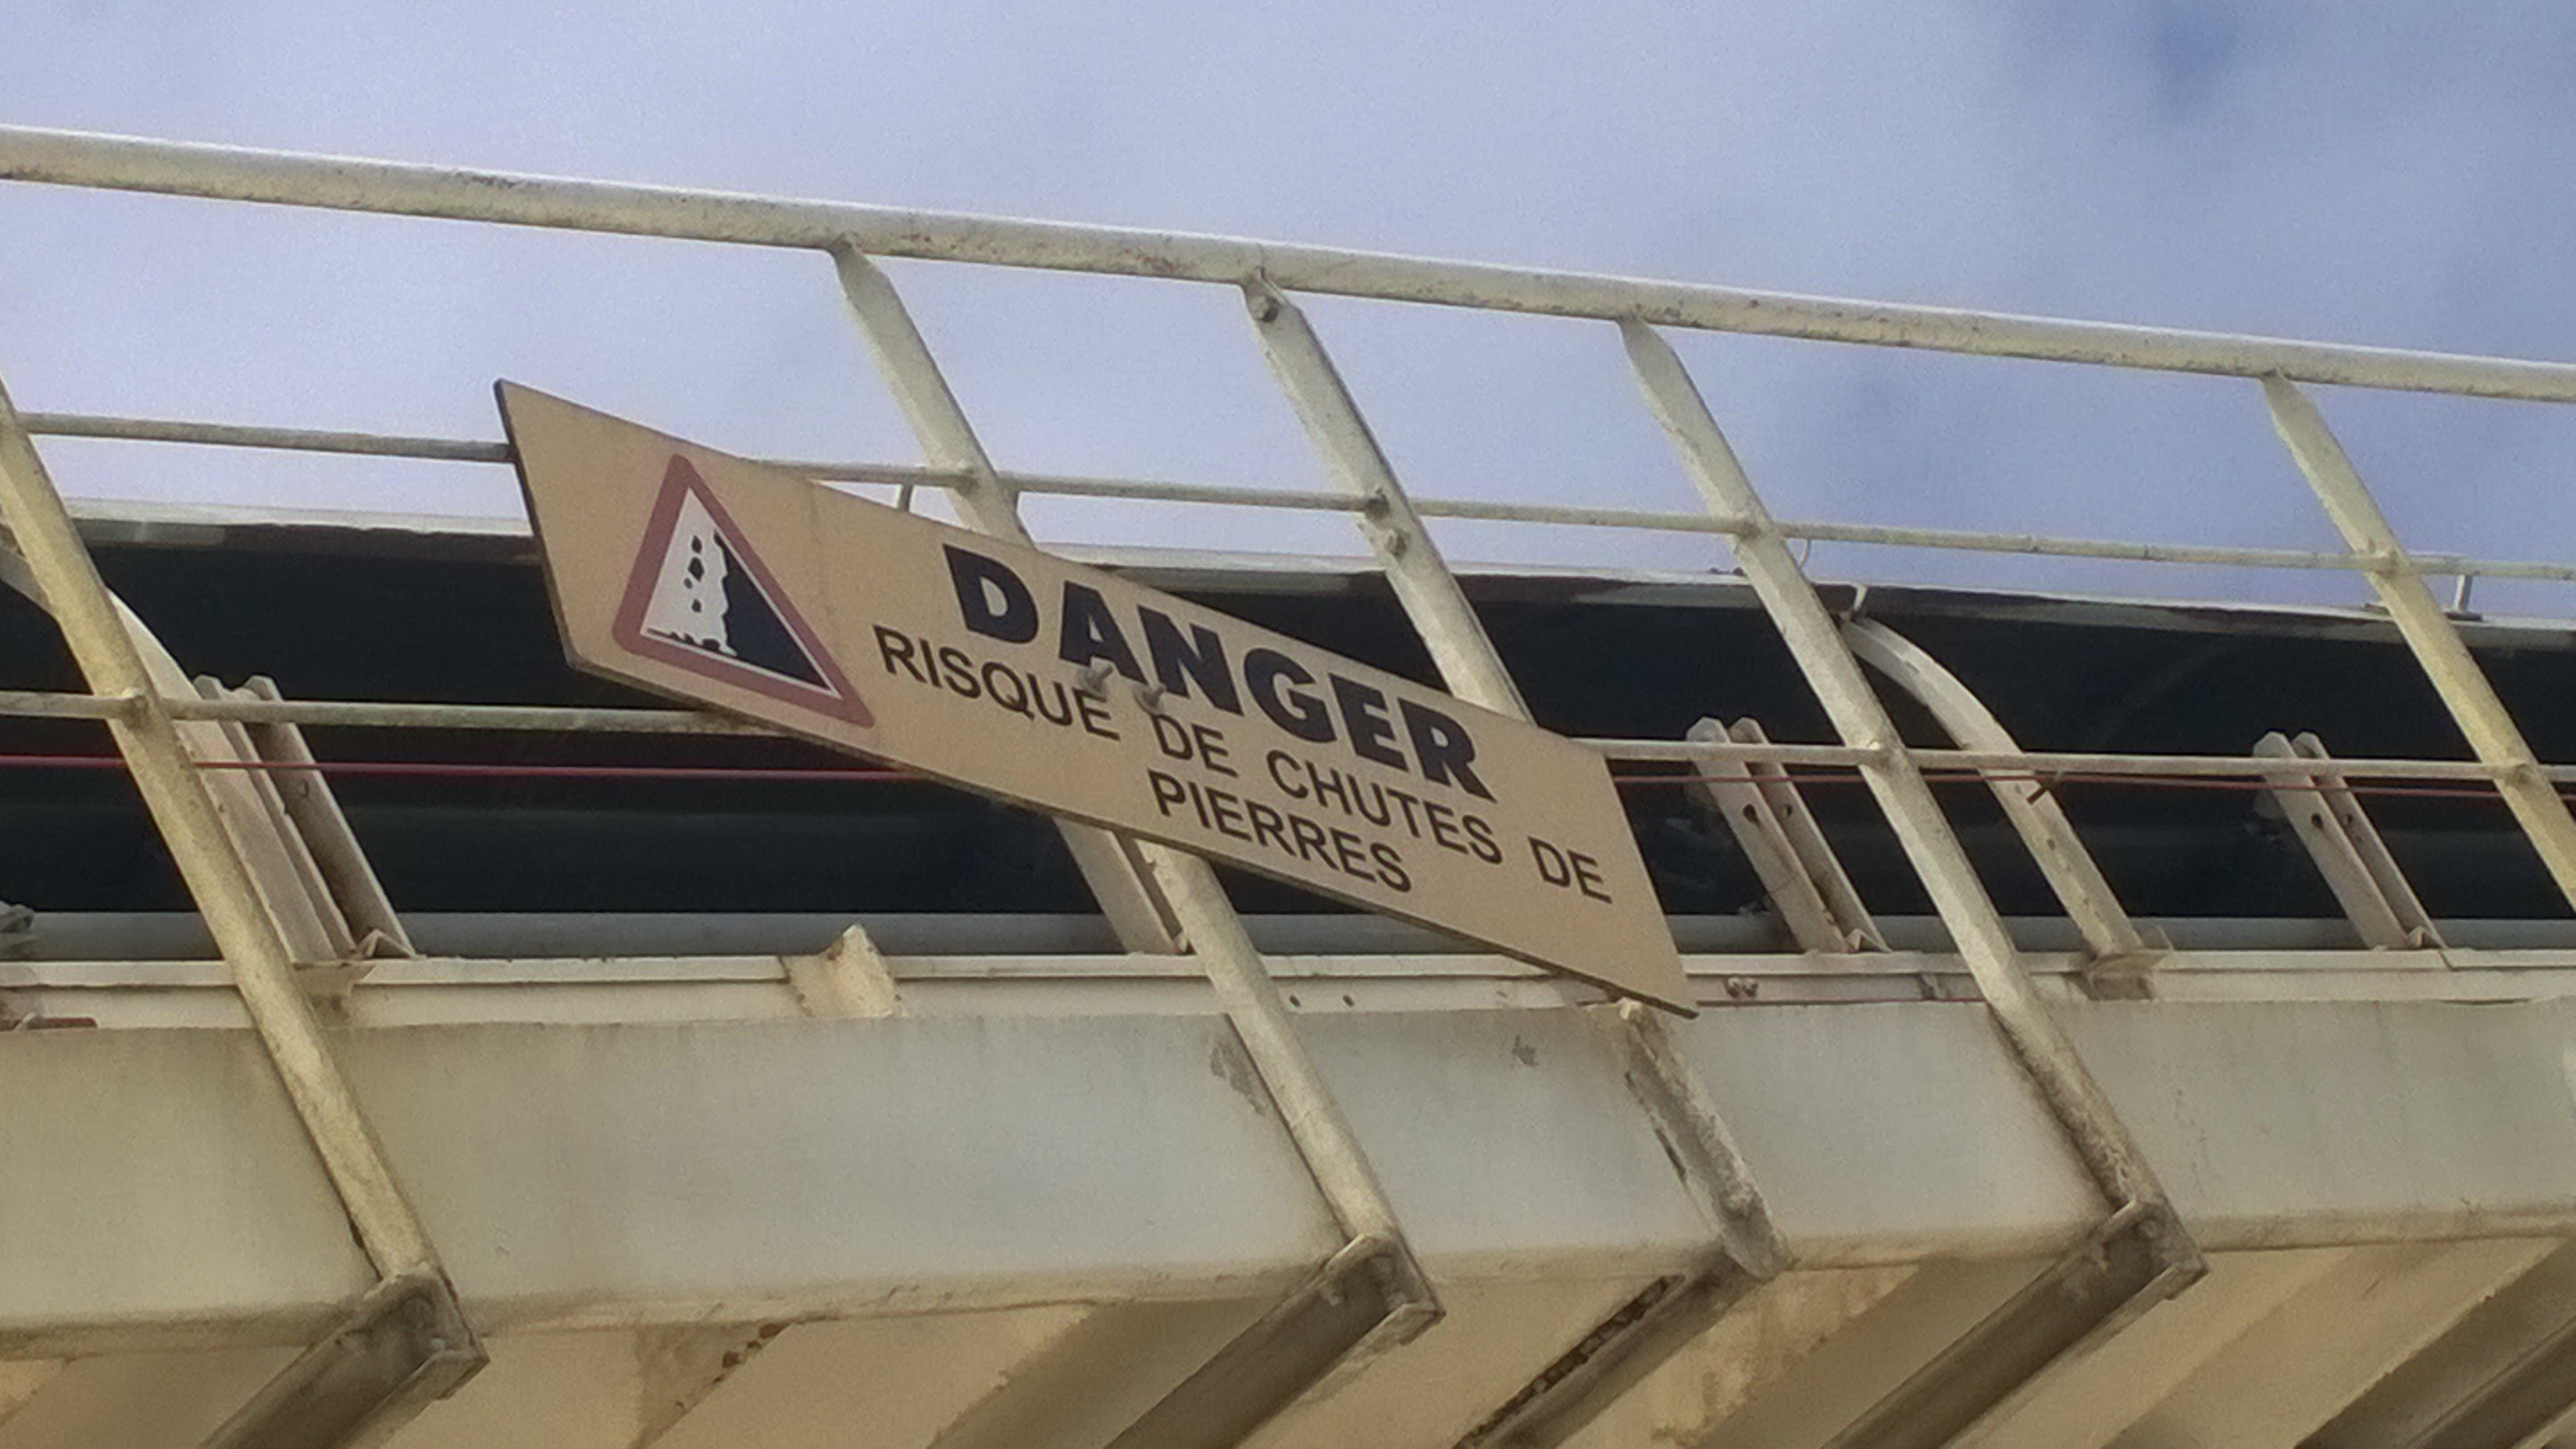 DANGER
RISQUE DE CHUTES DE
PIERRES